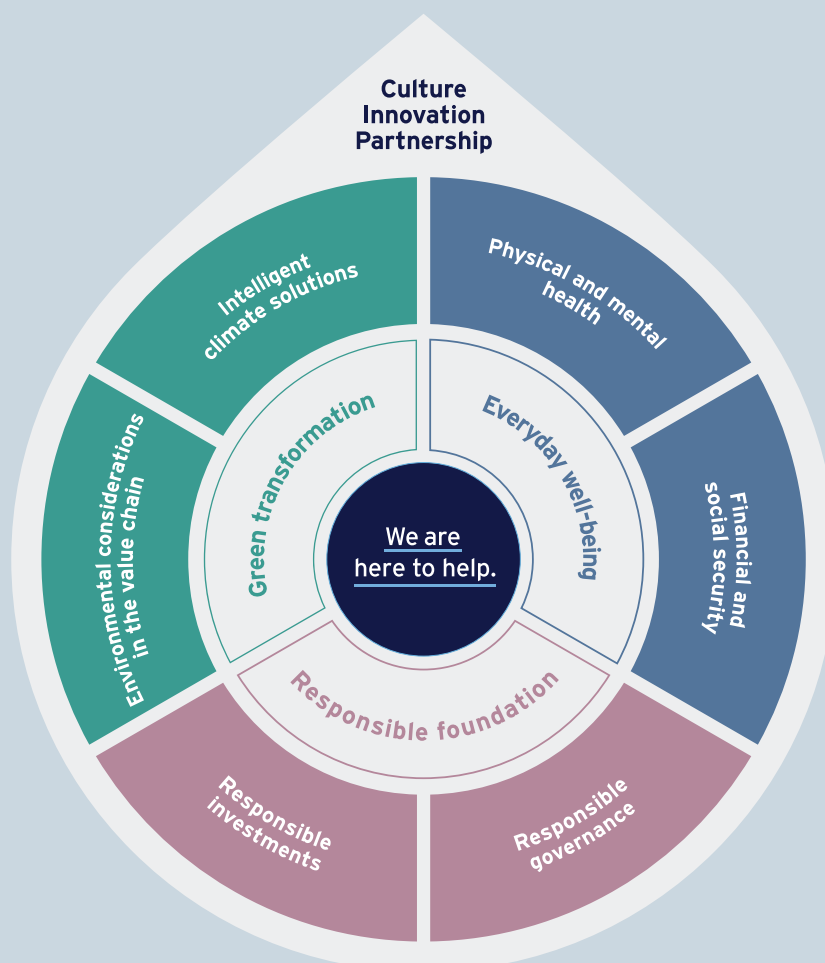 Culture
Innovation
Partnership
Intelligent
climate solutions
Physical and mental
health
Green transformation
Everyday well-being
Environmental considerations
in the value chain
Financial and
social security
We are
here to help.
Responsible foundation
Responsible
investments
Responsible
governance